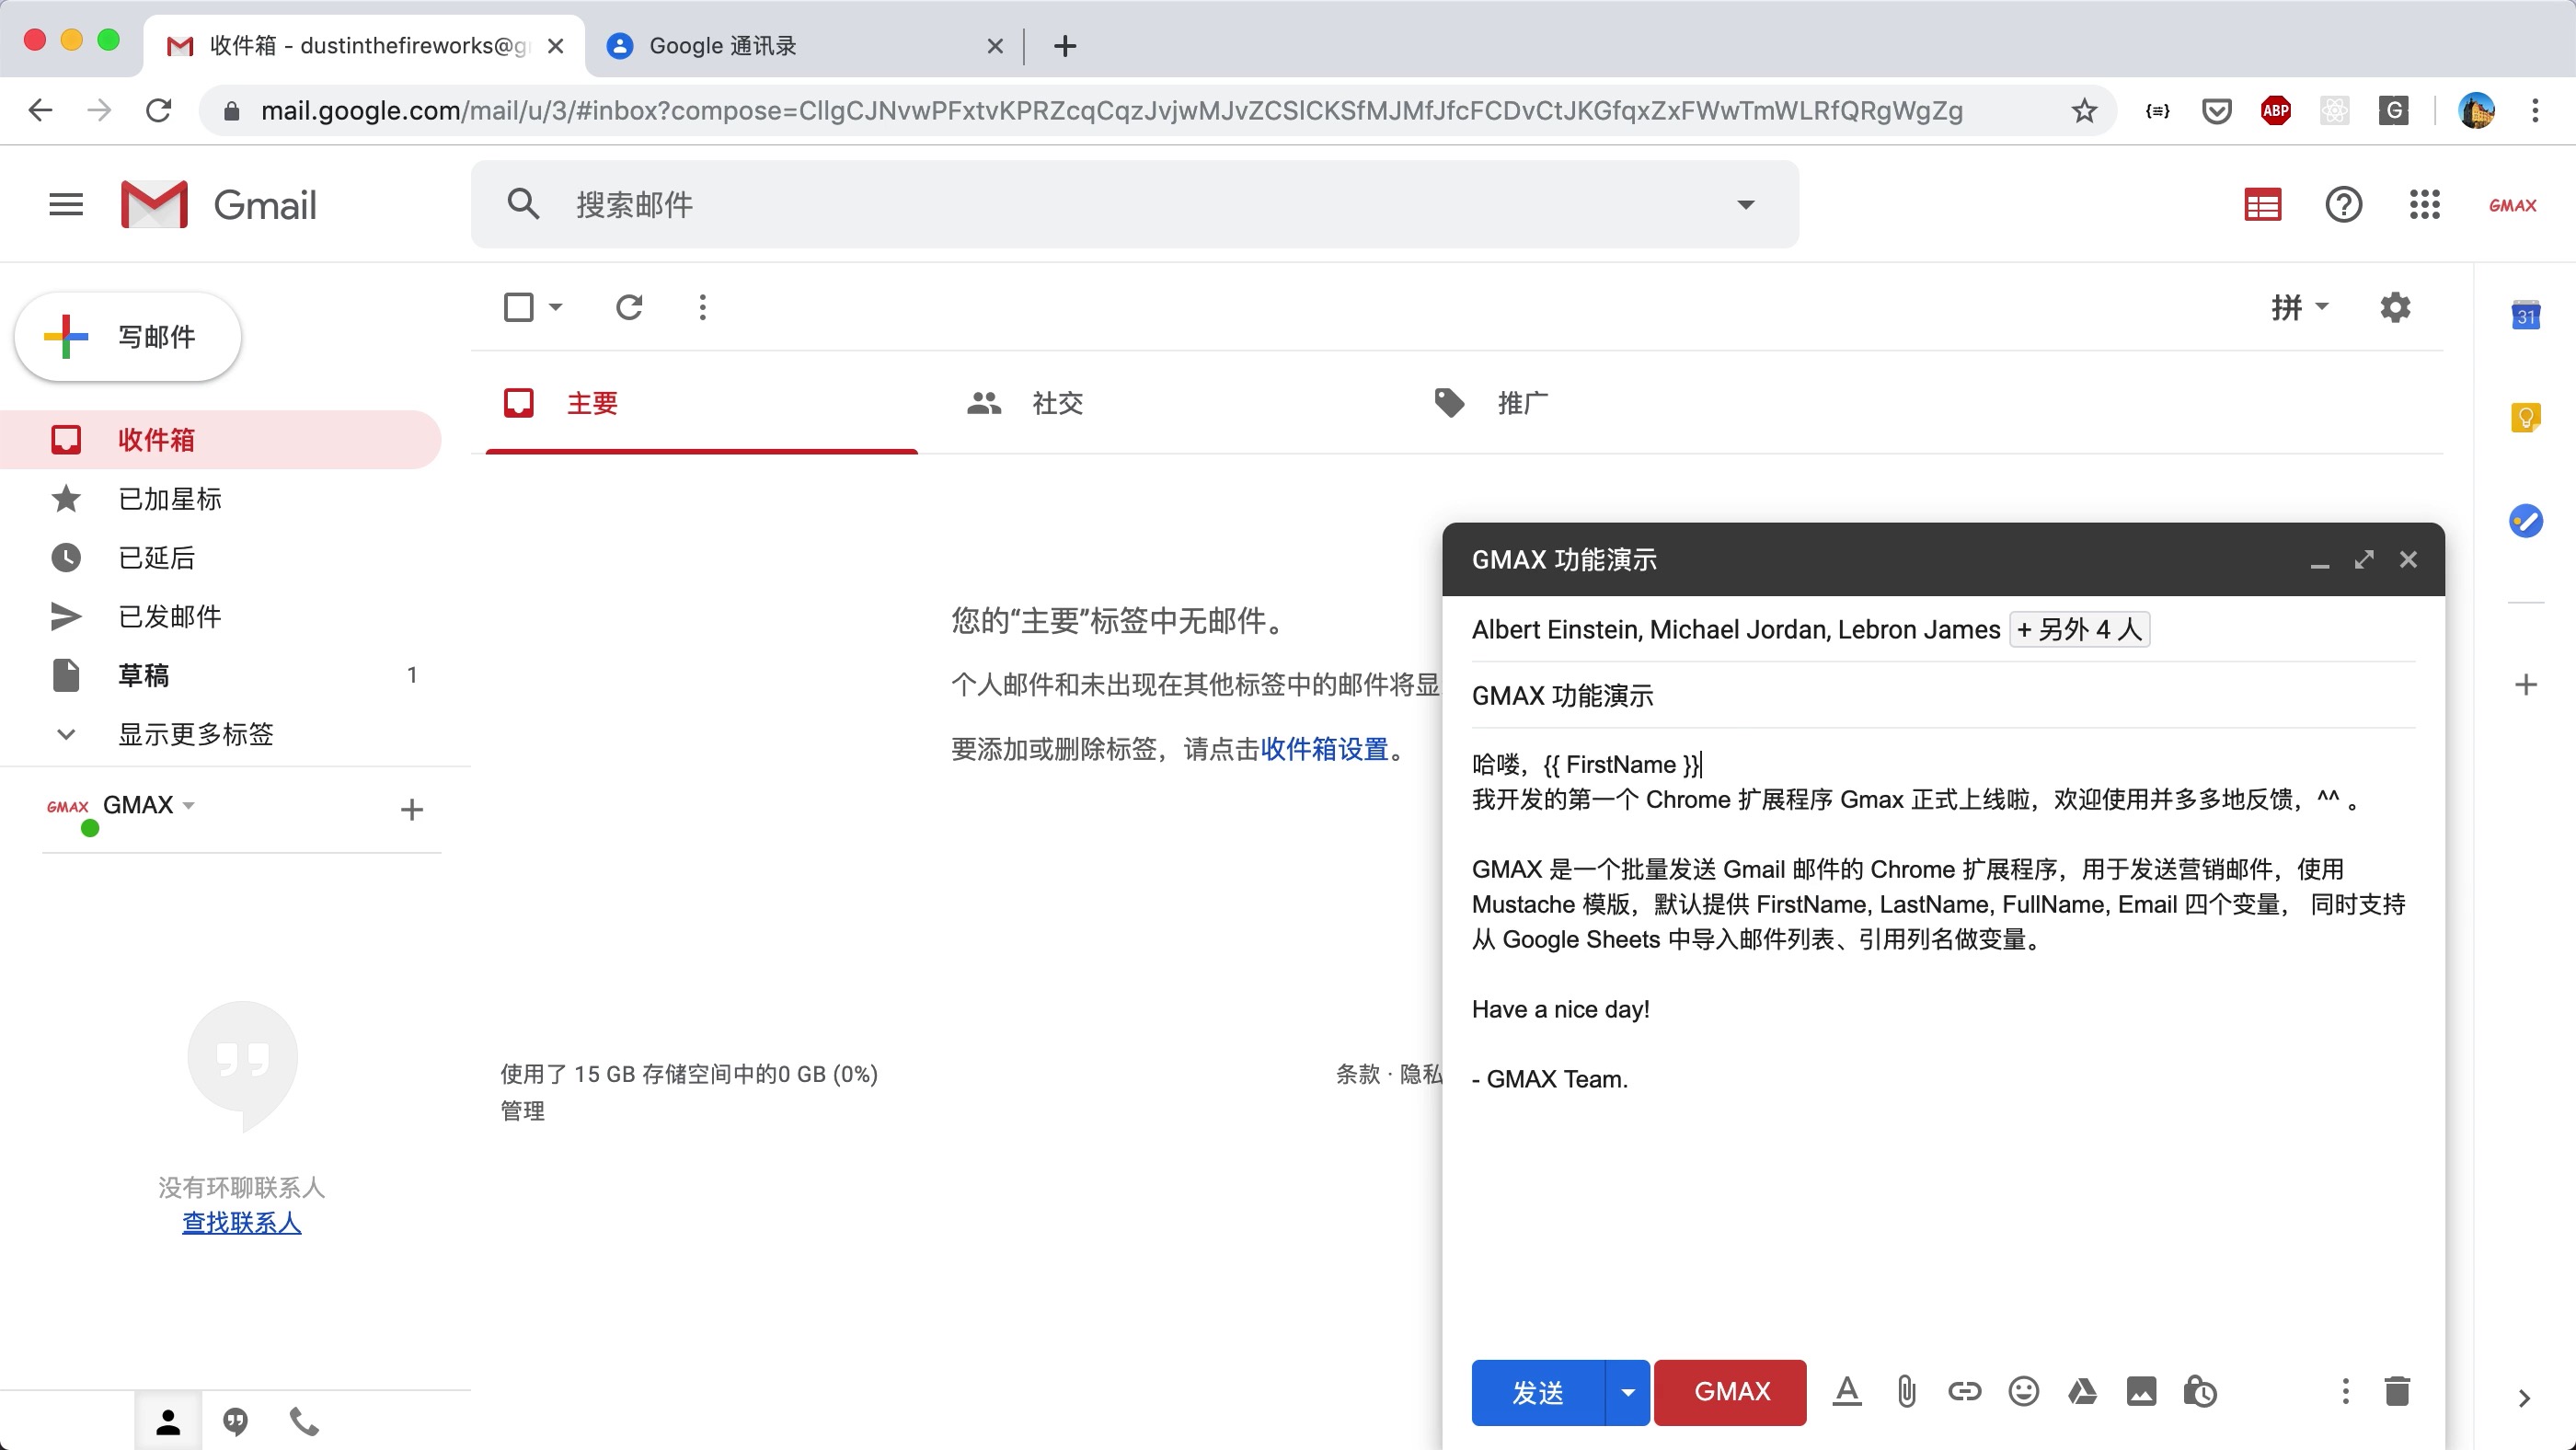 收件箱 - dustinthefireworks@g
Google 通讯录
mail.google.com/mail/u/3/#inbox?compose=CllgCJNvwPFxtvKPRZcqCqzJvjwMJvZCSlCKSfMJMfJfcFCDvCtJKGfqxZxFWwTmWLRfQRgWgZg
ABP
G
Gmail
搜索邮件
GMAX
写邮件
拼
31
主要
社交
推广
收件箱
已加星标
已延后
已发邮件
草稿 1
显示更多标签
GMAX GMAX
您的“主要”标签中无邮件。
个人邮件和未出现在其他标签中的邮件将显
要添加或删除标签，请点击收件箱设置。
使用了 15 GB 存储空间中的0 GB (0%)
管理
条款 · 隐私
没有环聊联系人
查找联系人
GMAX 功能演示
Albert Einstein, Michael Jordan, Lebron James + 另外 4 人
GMAX 功能演示
哈喽，{{ FirstName }}
我开发的第一个 Chrome 扩展程序 Gmax 正式上线啦，欢迎使用并多多地反馈，^^ 。
GMAX 是一个批量发送 Gmail 邮件的 Chrome 扩展程序，用于发送营销邮件，使用
Mustache 模版，默认提供 FirstName, LastName, FullName, Email 四个变量， 同时支持
从 Google Sheets 中导入邮件列表、引用列名做变量。
Have a nice day!
- GMAX Team.
发送
GMAX